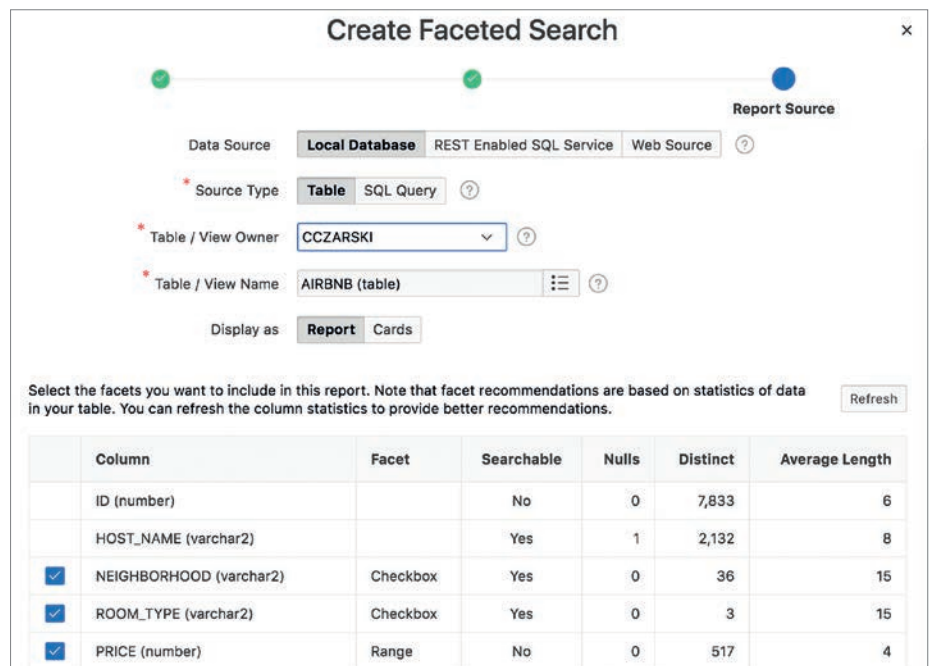 Create Faceted Search
×
Report Source
Data Source Local Database REST Enabled SQL Service Web Source ?
* Source Type Table SQL Query ?
* Table / View Owner CCZARSKI ?
* Table / View Name AIRBNB (table) ?
Display as Report Cards
Select the facets you want to include in this report. Note that facet recommendations are based on statistics of data
in your table. You can refresh the column statistics to provide better recommendations.
Refresh
Column Facet Searchable Nulls Distinct Average Length
ID (number) No 0 7,833 6
HOST_NAME (varchar2) Yes 1 2,132 8
NEIGHBORHOOD (varchar2) Checkbox Yes 0 36 15
ROOM_TYPE (varchar2) Checkbox Yes 0 3 15
PRICE (number) Range No 0 517 4